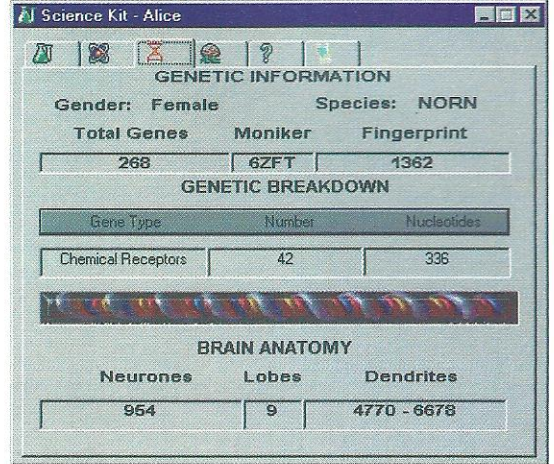 Science Kit - Alice
?
GENETIC INFORMATION
Gender: Female Species: NORN
Total Genes Moniker Fingerprint
268 6ZFT 1362
GENETIC BREAKDOWN
Gene Type Number Nucleotides
Chemical Receptors 42 336
BRAIN ANATOMY
Neurones Lobes Dendrites
954 9 4770 - 6678